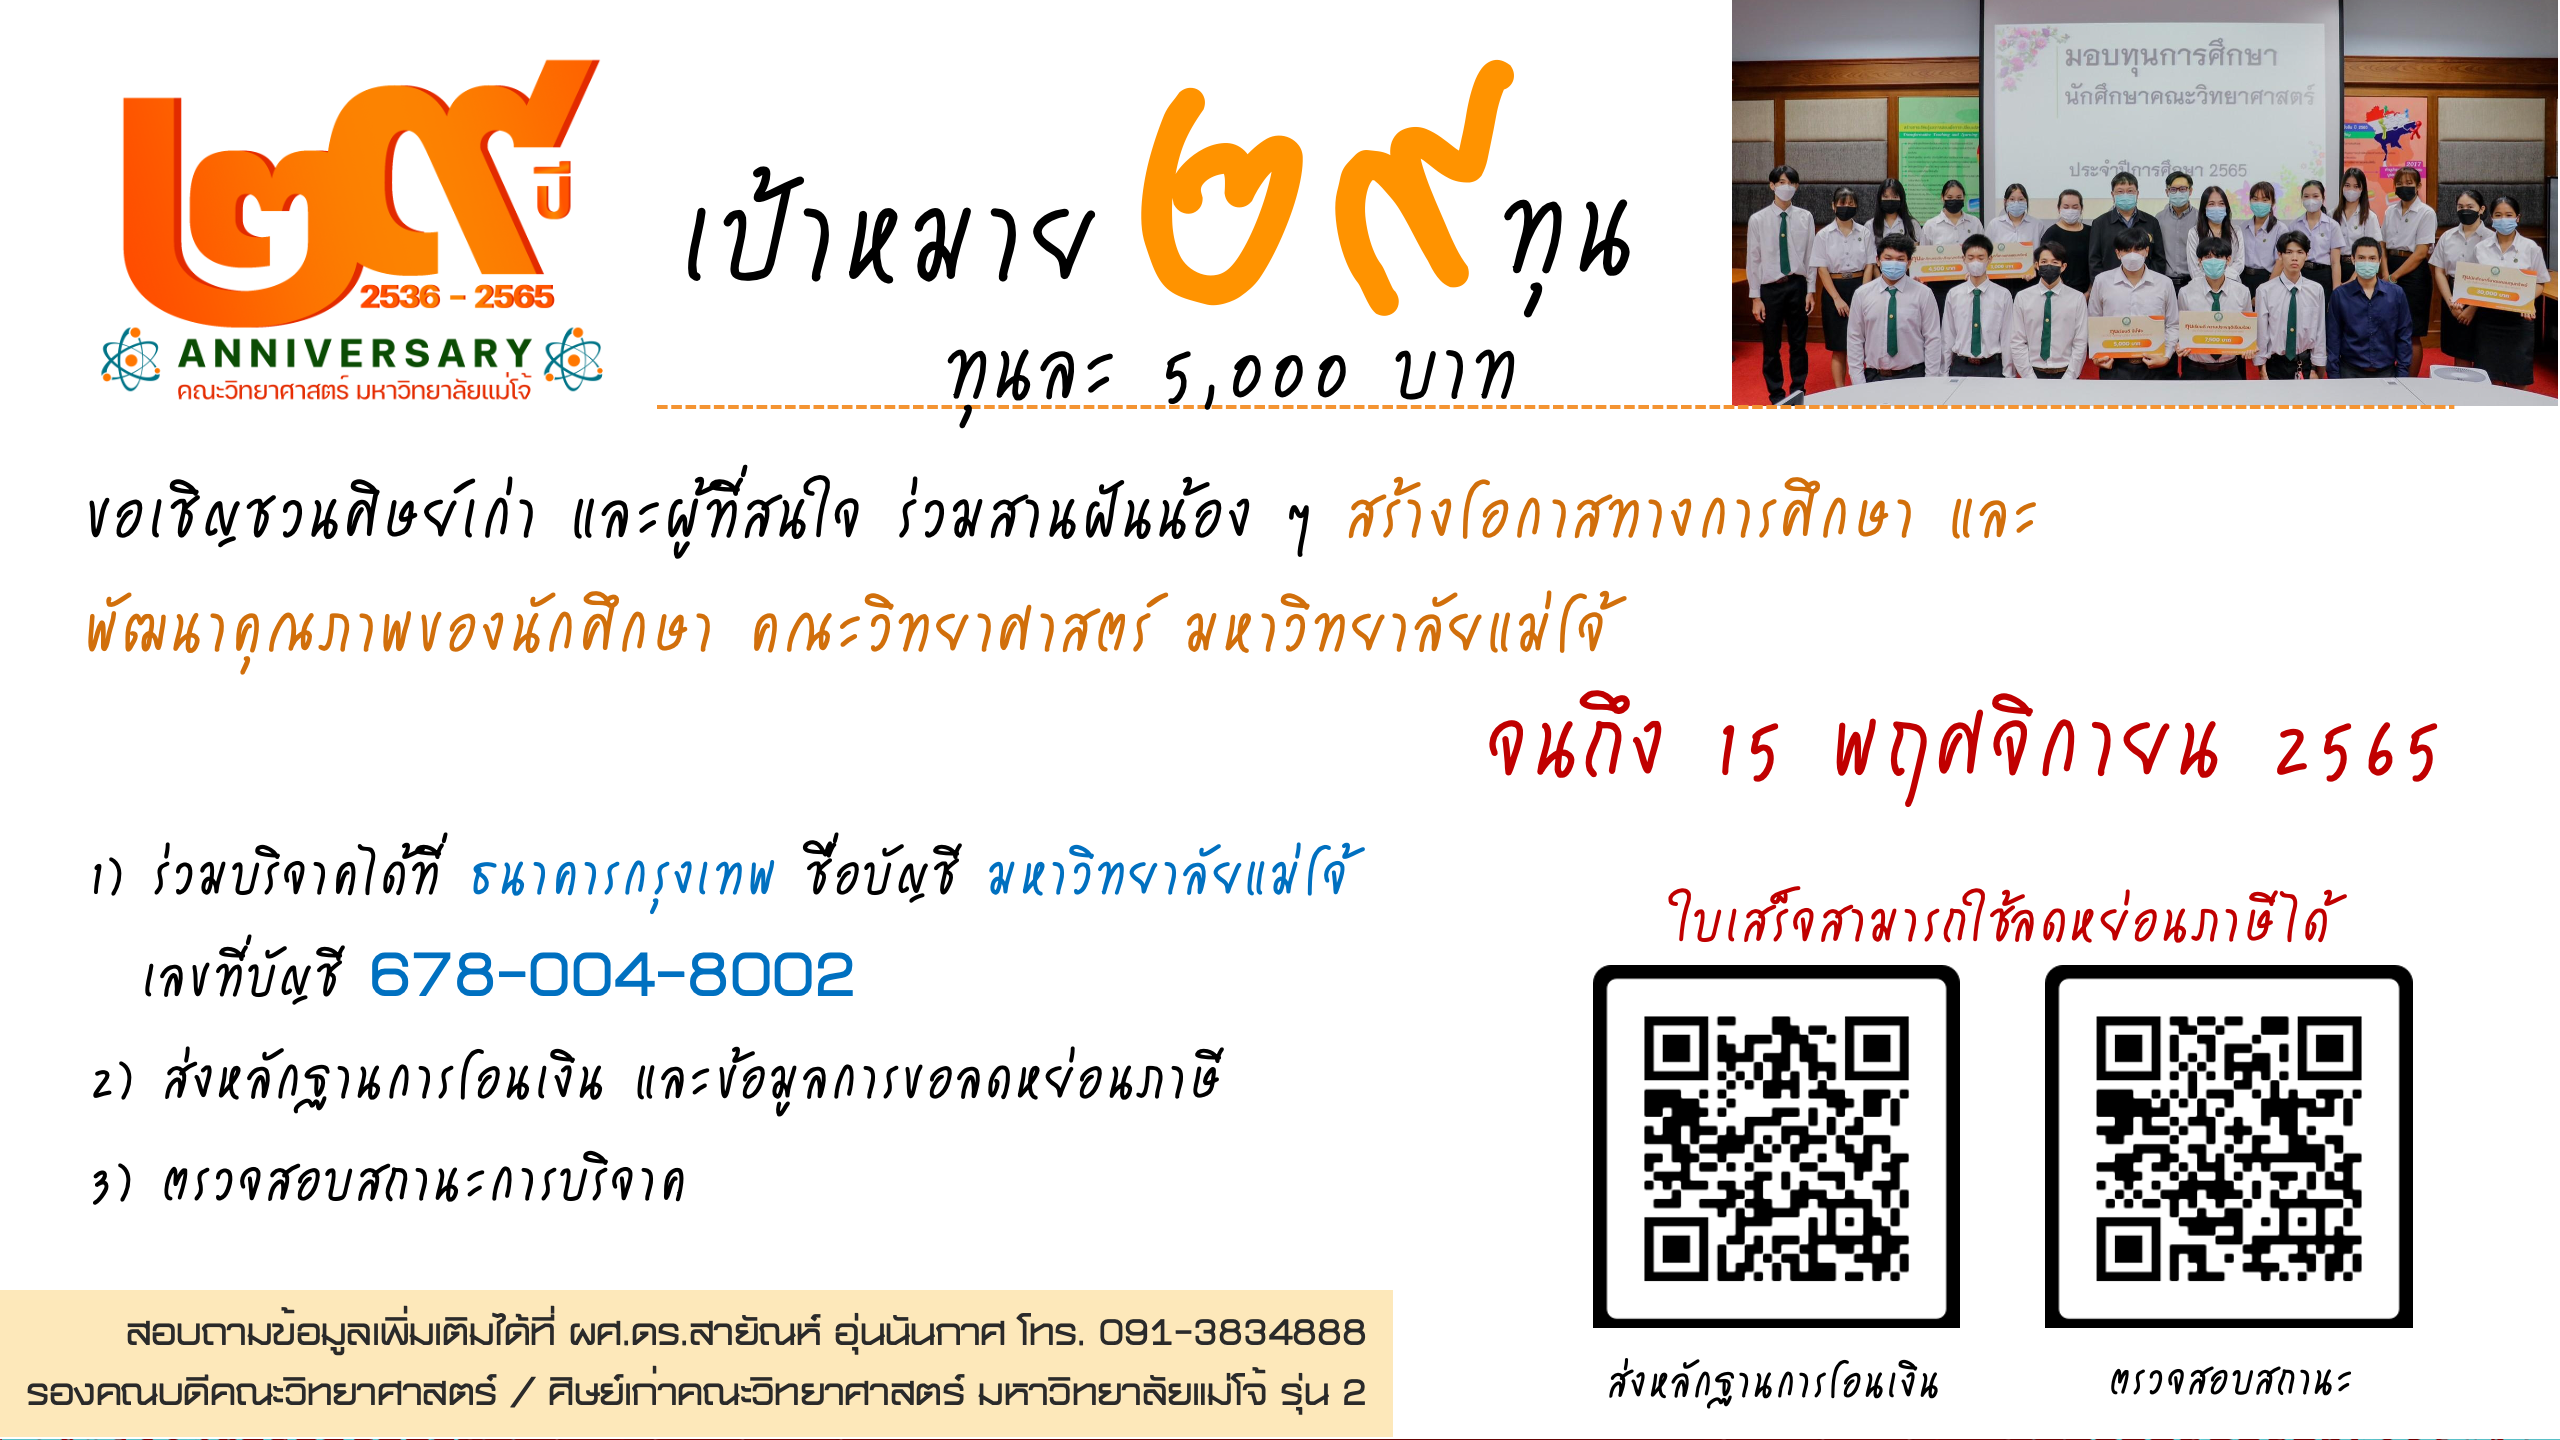 ๒๙ ปี
2536 - 2565
ANNIVERSARY
คณะวิทยาศาสตร์ มหาวิทยาลัยแม่โจ้
เป้าหมาย ๒๙ ทุน
ทุนละ 5,000 บาท
มอบทุนการศึกษา
นักศึกษาคณะวิทยาศาสตร์
ประจำปีการศึกษา 2565
ขอเชิญชวนศิษย์เก่า และผู้ที่สนใจ ร่วมสานฝันน้อง ๆ สร้างโอกาสทางการศึกษา และ
พัฒนาคุณภาพของนักศึกษา คณะวิทยาศาสตร์ มหาวิทยาลัยแม่โจ้
จนถึง 15 พฤศจิกายน 2565
1) ร่วมบริจาคได้ที่ ธนาคารกรุงเทพ ชื่อบัญชี มหาวิทยาลัยแม่โจ้
เลขที่บัญชี 678-004-8002
2) ส่งหลักฐานการโอนเงิน และข้อมูลการขอลดหย่อนภาษี
3) ตรวจสอบสถานะการบริจาค
ใบเสร็จสามารถใช้ลดหย่อนภาษีได้
ส่งหลักฐานการโอนเงิน
ตรวจสอบสถานะ
สอบถามข้อมูลเพิ่มเติมได้ที่ ผศ.ดร.สายัณห์ อุ่นนันกาศ โทร. 091-3834888
รองคณบดีคณะวิทยาศาสตร์ / ศิษย์เก่าคณะวิทยาศาสตร์ มหาวิทยาลัยแม่โจ้ รุ่น 2